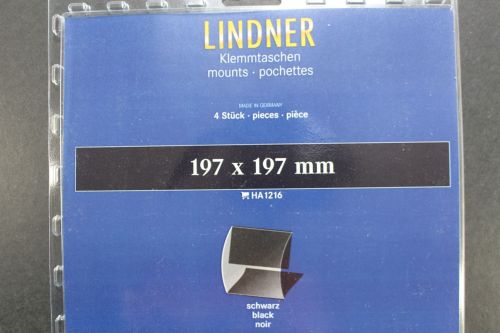 LINDNER
Klemmtaschen
mounts · pochettes
MADE IN GERMANY
4 Stück · pieces · pièce
197 x 197 mm
HA1216
schwarz
black
noir